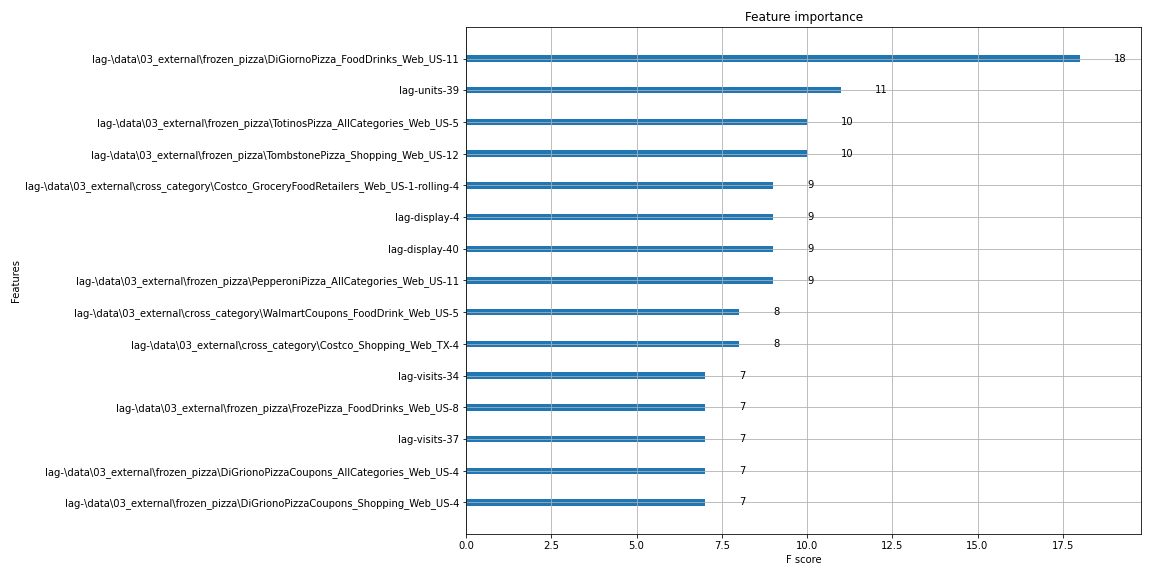 Feature importance
lag-\data\03_external\frozen_pizza\DiGiornoPizza_FoodDrinks_Web_US-11
18
lag-units-39
11
lag-\data\03_external\frozen_pizza\TotinosPizza_AllCategories_Web_US-5
10
lag-\data\03_external\frozen_pizza\TombstonePizza_Shopping_Web_US-12
10
lag-\data\03_external\cross_category\Costco_GroceryFoodRetailers_Web_US-1-rolling-4
9
lag-display-4
9
lag-display-40
9
lag-\data\03_external\frozen_pizza\PepperoniPizza_AllCategories_Web_US-11
9
lag-\data\03_external\cross_category\WalmartCoupons_FoodDrink_Web_US-5
8
lag-\data\03_external\cross_category\Costco_Shopping_Web_TX-4
8
lag-visits-34
7
lag-\data\03_external\frozen_pizza\FrozePizza_FoodDrinks_Web_US-8
7
lag-visits-37
7
lag-\data\03_external\frozen_pizza\DiGrionoPizzaCoupons_AllCategories_Web_US-4
7
lag-\data\03_external\frozen_pizza\DiGrionoPizzaCoupons_Shopping_Web_US-4
7
Features
0.0 2.5 5.0 7.5 10.0 12.5 15.0 17.5
F score